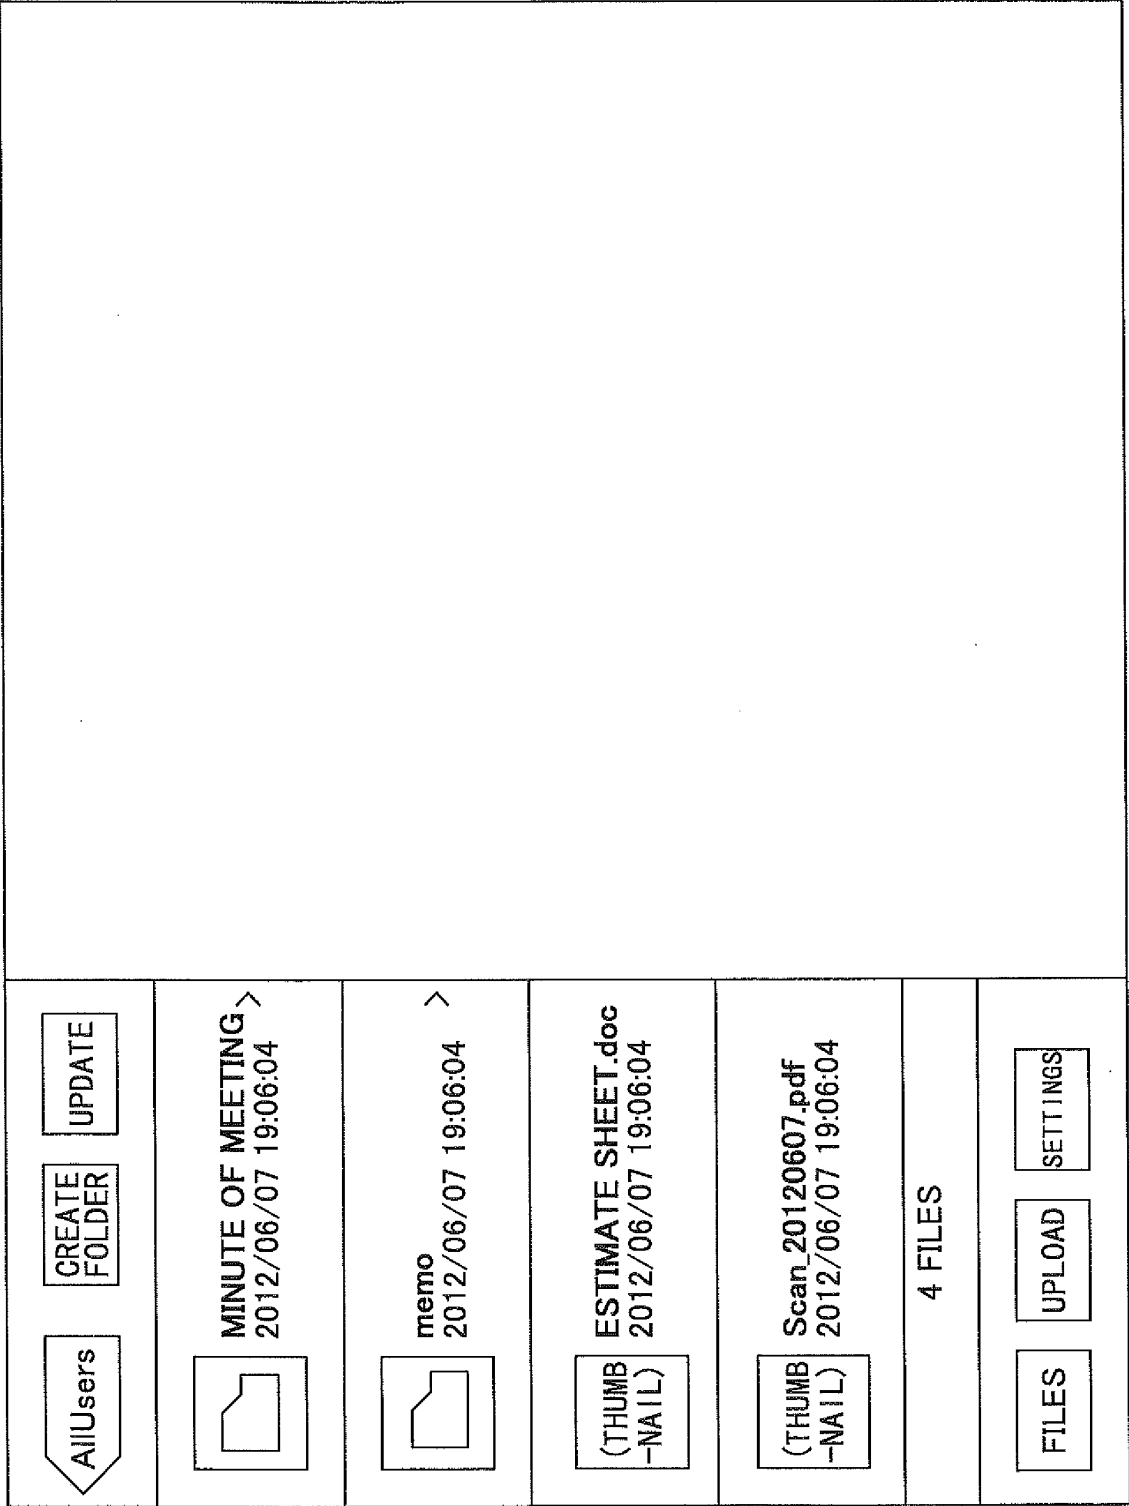 AllUsers
CREATE
FOLDER
UPDATE
MINUTE OF MEETING >
2012/06/07 19:06:04
memo
2012/06/07 19:06:04 >
(THUMB
-NAIL)
ESTIMATE SHEET.doc
2012/06/07 19:06:04
(THUMB
-NAIL)
Scan_20120607.pdf
2012/06/07 19:06:04
4 FILES
FILES
UPLOAD
SETTINGS